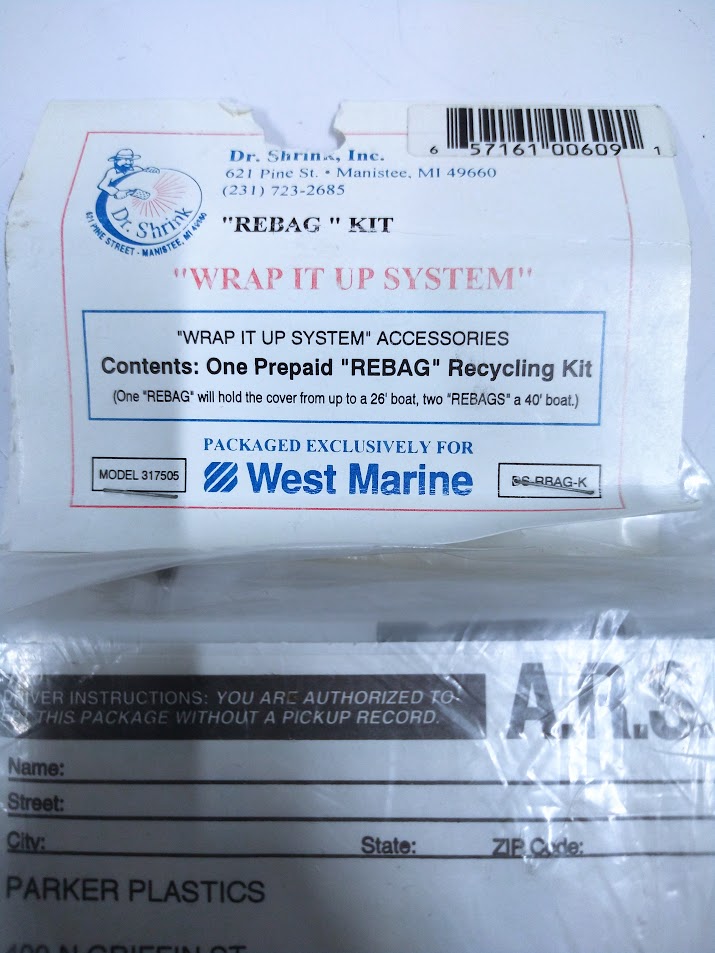 Dr. Shrink, Inc.
621 Pine St. • Manistee, MI 49660
(231) 723-2685
6 57161 00609 1
Dr. Shrink
621 PINE STREET - MANISTEE, MI 49660
"REBAG " KIT
"WRAP IT UP SYSTEM"
"WRAP IT UP SYSTEM" ACCESSORIES
Contents: One Prepaid "REBAG" Recycling Kit
(One "REBAG" will hold the cover from up to a 26' boat, two "REBAGS" a 40' boat.)
PACKAGED EXCLUSIVELY FOR
MODEL 317505
West Marine
DS-RBAG-K
INSTRUCTIONS: YOU ARE AUTHORIZED TO
THIS PACKAGE WITHOUT A PICKUP RECORD.
A.R.S.
Name:
Street:
City: State: ZIP Code:
PARKER PLASTICS
N GRIFFIN ST